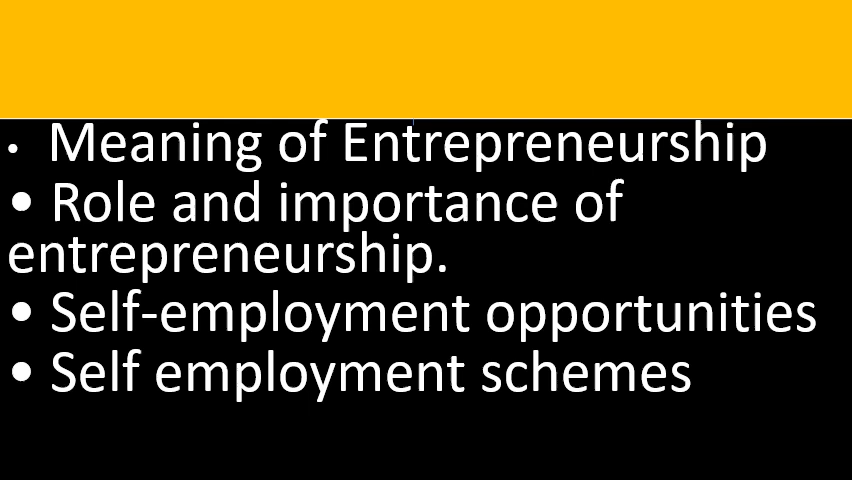 • Meaning of Entrepreneurship
• Role and importance of
entrepreneurship.
• Self-employment opportunities
• Self employment schemes